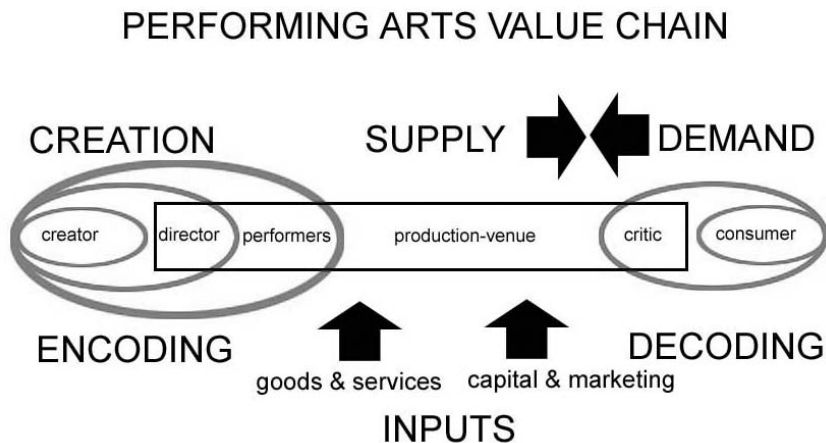 PERFORMING ARTS VALUE CHAIN
CREATION SUPPLY DEMAND
creator director performers production-venue critic consumer
ENCODING DECODING
goods & services capital & marketing
INPUTS